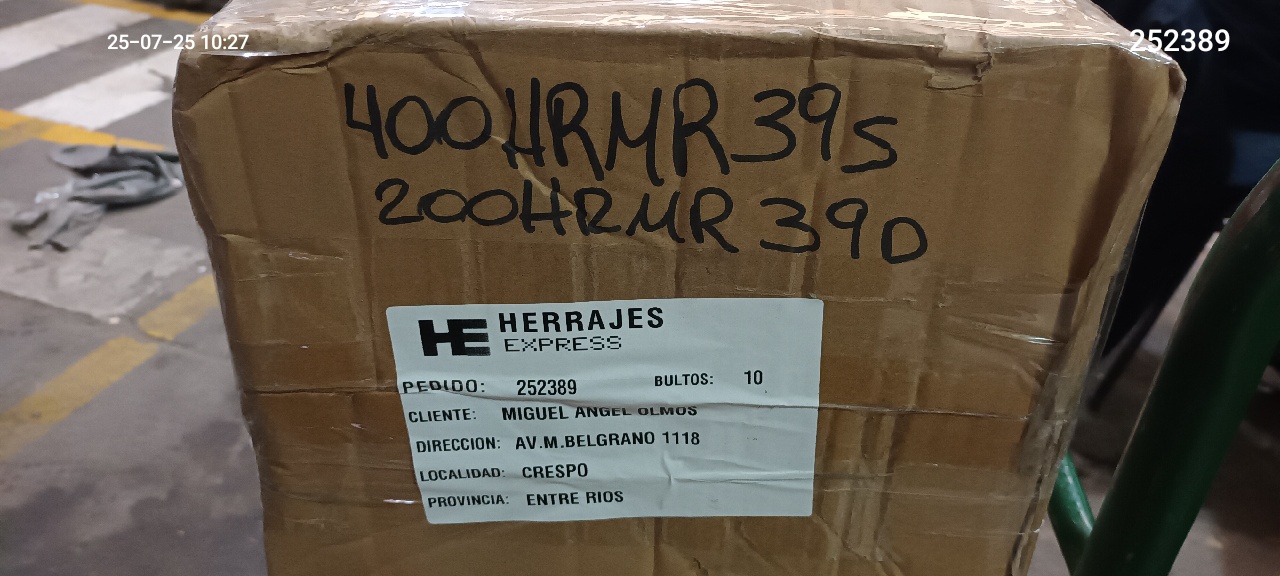 25-07-25 10:27
252389
400HRMR39S
200HRMR39D
HE HERRAJES
EXPRESS
PEDIDO: 252389 BULTOS: 10
CLIENTE: MIGUEL ANGEL OLMOS
DIRECCION: AV.M.BELGRANO 1118
LOCALIDAD: CRESPO
PROVINCIA: ENTRE RIOS